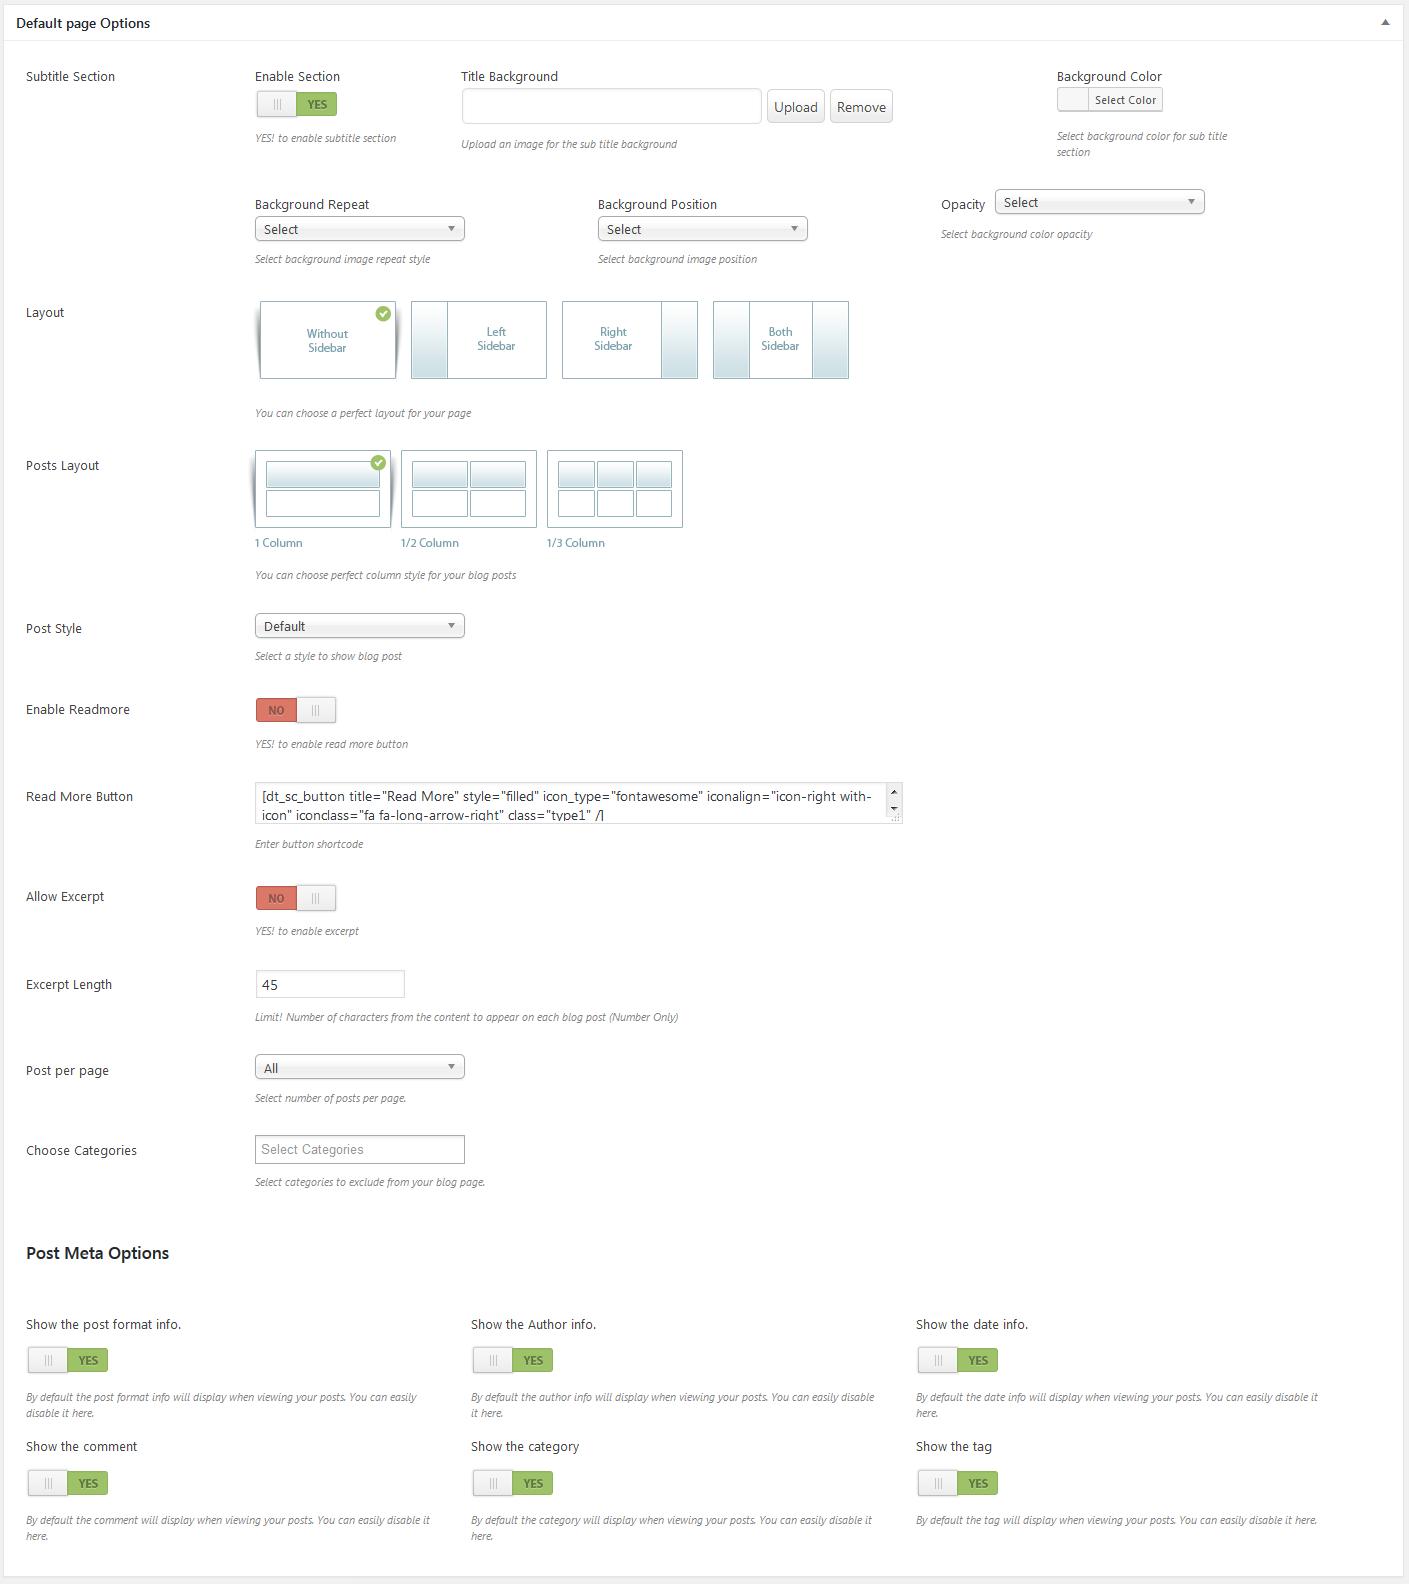 Default page Options
Subtitle Section
Enable Section
YES
YES! to enable subtitle section
Title Background
Upload
Remove
Upload an image for the sub title background
Background Color
Select Color
Select background color for sub title
section
Background Repeat
Select
Select background image repeat style
Background Position
Select
Select background image position
Opacity
Select
Select background color opacity
Layout
Without
Sidebar
Left
Sidebar
Right
Sidebar
Both
Sidebar
You can choose a perfect layout for your page
Posts Layout
1 Column
1/2 Column
1/3 Column
You can choose perfect column style for your blog posts
Post Style
Default
Select a style to show blog post
Enable Readmore
NO
YES! to enable read more button
Read More Button
[dt_sc_button title="Read More" style="filled" icon_type="fontawesome" iconalign="icon-right with-
icon" iconclass="fa fa-long-arrow-right" class="type1" /]
Enter button shortcode
Allow Excerpt
NO
YES! to enable excerpt
Excerpt Length
45
Limit! Number of characters from the content to appear on each blog post (Number Only)
Post per page
All
Select number of posts per page.
Choose Categories
Select Categories
Select categories to exclude from your blog page.
Post Meta Options
Show the post format info.
YES
By default the post format info will display when viewing your posts. You can easily
disable it here.
Show the Author info.
YES
By default the author info will display when viewing your posts. You can easily disable
it here.
Show the date info.
YES
By default the date info will display when viewing your posts. You can easily disable it
here.
Show the comment
YES
By default the comment will display when viewing your posts. You can easily disable it
here.
Show the category
YES
By default the category will display when viewing your posts. You can easily disable it
here.
Show the tag
YES
By default the tag will display when viewing your posts. You can easily disable it here.